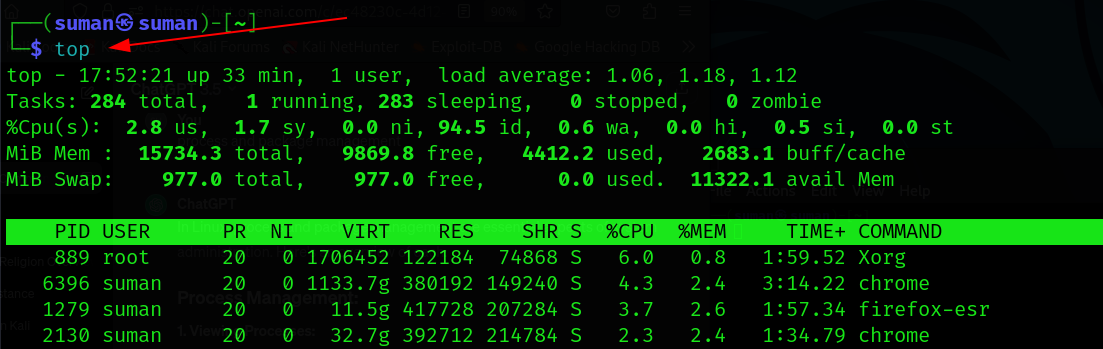 ┌──(suman㉿suman)-[~]
└─$ top
top - 17:52:21 up 33 min,  1 user,  load average: 1.06, 1.18, 1.12
Tasks: 284 total,   1 running, 283 sleeping,   0 stopped,   0 zombie
%Cpu(s):  2.8 us,  1.7 sy,  0.0 ni, 94.5 id,  0.6 wa,  0.0 hi,  0.5 si,  0.0 st
MiB Mem :  15734.3 total,   9869.8 free,   4412.2 used,   2683.1 buff/cache
MiB Swap:    977.0 total,    977.0 free,      0.0 used.  11322.1 avail Mem
PID USER      PR  NI    VIRT    RES    SHR S  %CPU  %MEM     TIME+ COMMAND
889 root      20   0 1706452 122184  74868 S   6.0   0.8   1:59.52 Xorg
6396 suman     20   0 1133.7g 380192 149240 S   4.3   2.4   3:14.22 chrome
1279 suman     20   0   11.5g 417728 207284 S   3.7   2.6   1:57.34 firefox-esr
2130 suman     20   0   32.7g 392712 214784 S   2.3   2.4   1:34.79 chrome